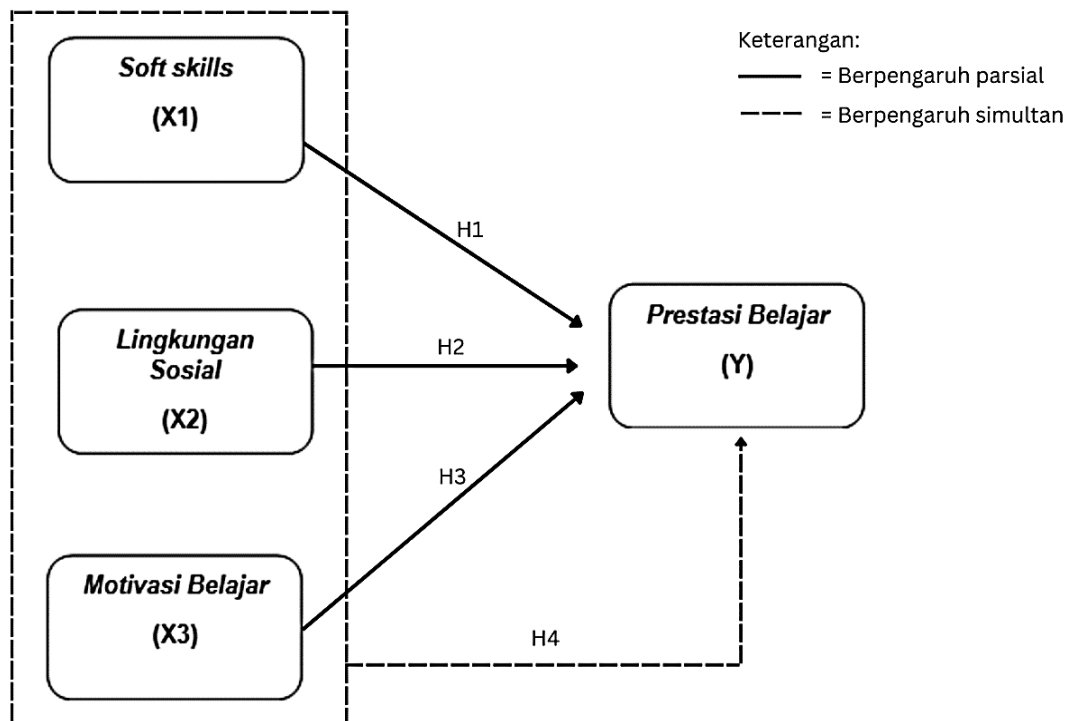 Soft skills
(X1)
Keterangan:
= Berpengaruh parsial
= Berpengaruh simultan
H1
Lingkungan
Sosial
(X2)
H2
Prestasi Belajar
(Y)
H3
Motivasi Belajar
(X3)
H4